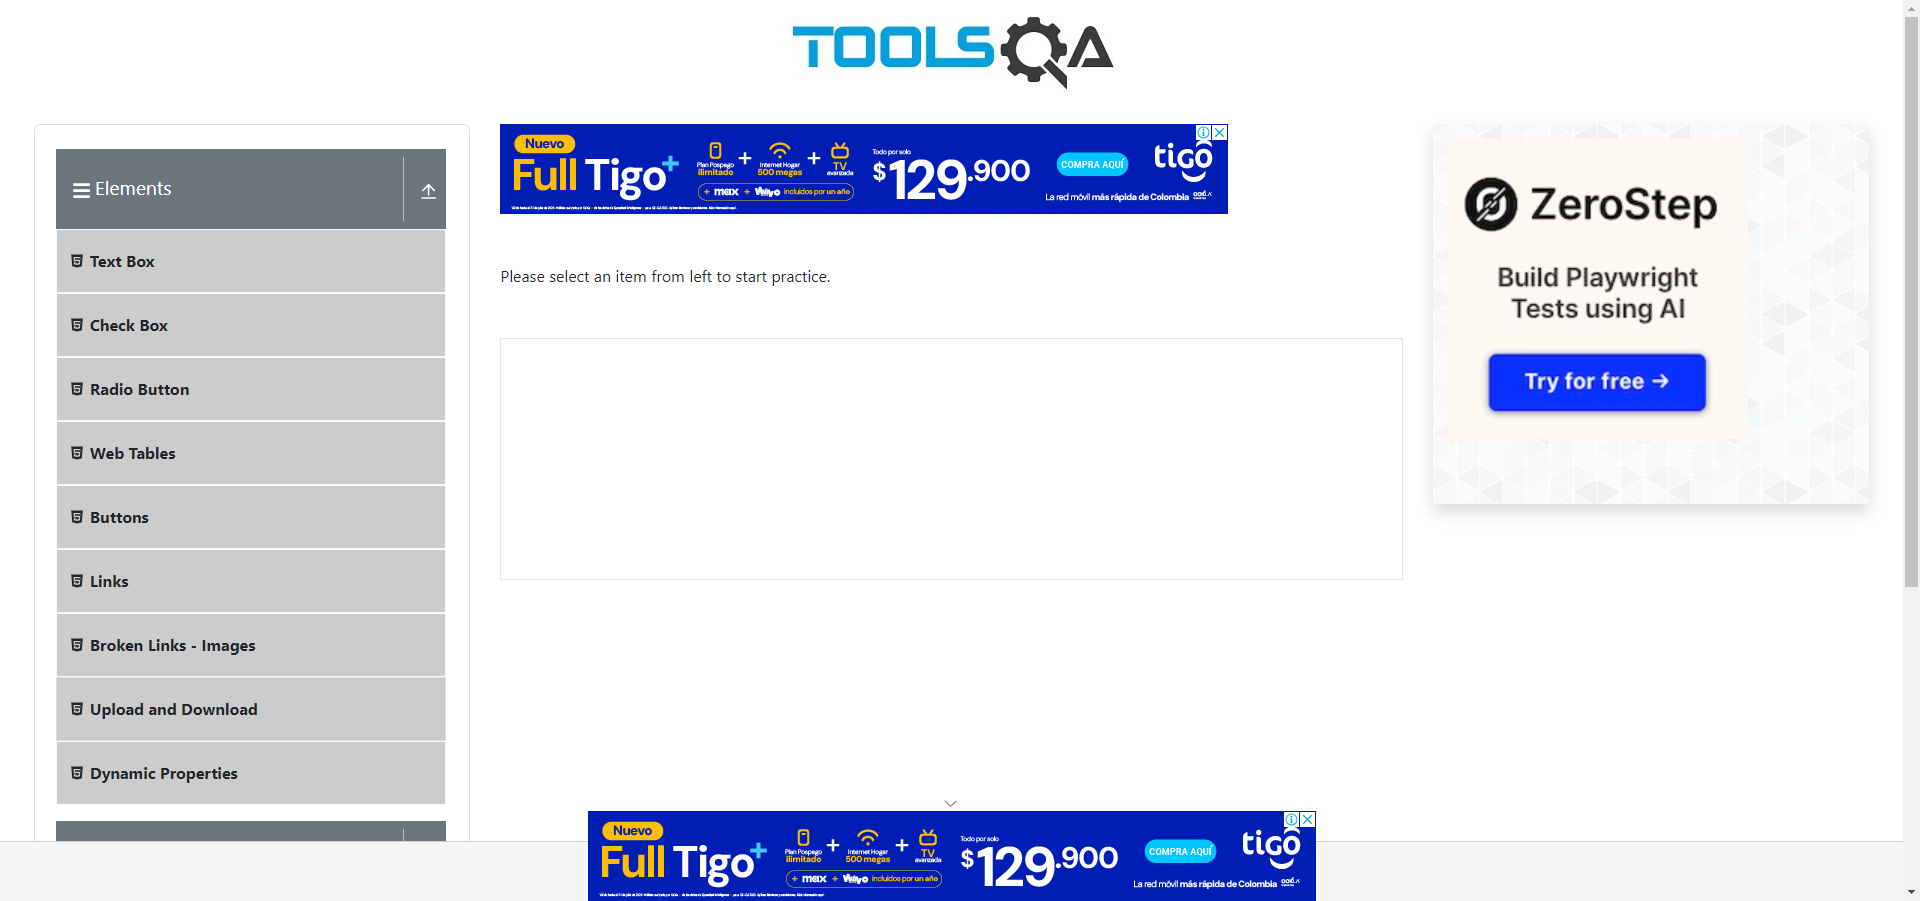 TOOLSQA
Elements
Text Box
Check Box
Radio Button
Web Tables
Buttons
Links
Broken Links - Images
Upload and Download
Dynamic Properties
Nuevo
Full Tigo+
Plan Pospago
ilimitado
+
Internet Hogar
500 megas
+
TV
avanzada
+ max + incluidos por un año
Todo por solo
$129.900
COMPRA AQUÍ
tigo
La red móvil más rápida de Colombia
Please select an item from left to start practice.
ZeroStep
Build Playwright
Tests using AI
Try for free →
Nuevo
Full Tigo+
Plan Pospago
ilimitado
+
Internet Hogar
500 megas
+
TV
avanzada
+ max + incluidos por un año
Todo por solo
$129.900
COMPRA AQUÍ
tigo
La red móvil más rápida de Colombia